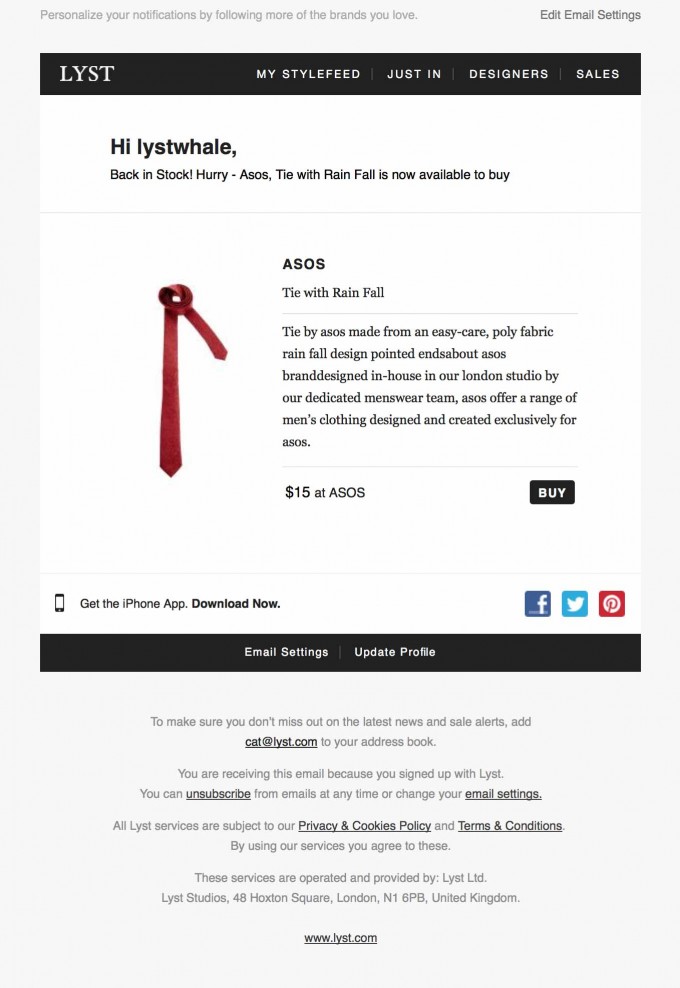 Personalize your notifications by following more of the brands you love.
Edit Email Settings
LYST
MY STYLEFEED
JUST IN
DESIGNERS
SALES
Hi lystwhale,
Back in Stock! Hurry - Asos, Tie with Rain Fall is now available to buy
ASOS
Tie with Rain Fall
Tie by asos made from an easy-care, poly fabric
rain fall design pointed endsabout asos
branddesigned in-house in our london studio by
our dedicated menswear team, asos offer a range of
men's clothing designed and created exclusively for
asos.
$15 at ASOS
BUY
Get the iPhone App. Download Now.
Email Settings
Update Profile
To make sure you don't miss out on the latest news and sale alerts, add
cat@lyst.com to your address book.
You are receiving this email because you signed up with Lyst.
You can unsubscribe from emails at any time or change your email settings.
All Lyst services are subject to our Privacy & Cookies Policy and Terms & Conditions.
By using our services you agree to these.
These services are operated and provided by: Lyst Ltd.
Lyst Studios, 48 Hoxton Square, London, N1 6PB, United Kingdom.
www.lyst.com